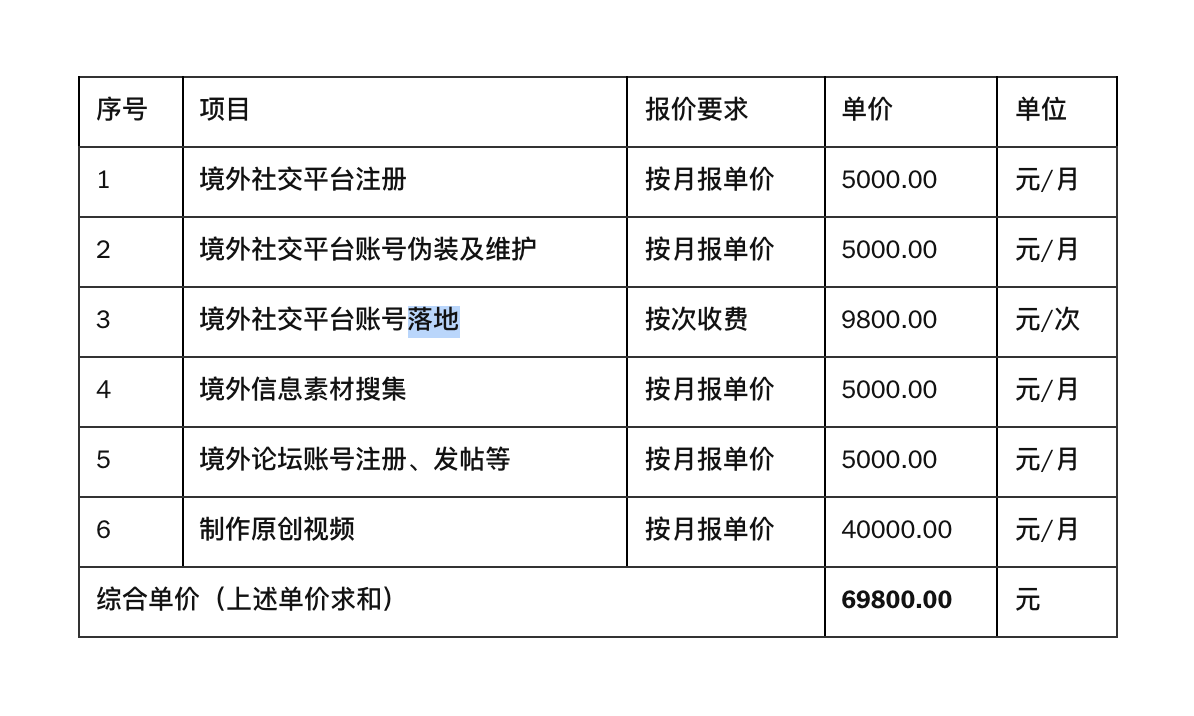 序号 项目 报价要求 单价 单位
1 境外社交平台注册 按月报单价 5000.00 元/月
2 境外社交平台账号伪装及维护 按月报单价 5000.00 元/月
3 境外社交平台账号落地 按次收费 9800.00 元/次
4 境外信息素材搜集 按月报单价 5000.00 元/月
5 境外论坛账号注册、发帖等 按月报单价 5000.00 元/月
6 制作原创视频 按月报单价 40000.00 元/月
综合单价（上述单价求和） 69800.00 元